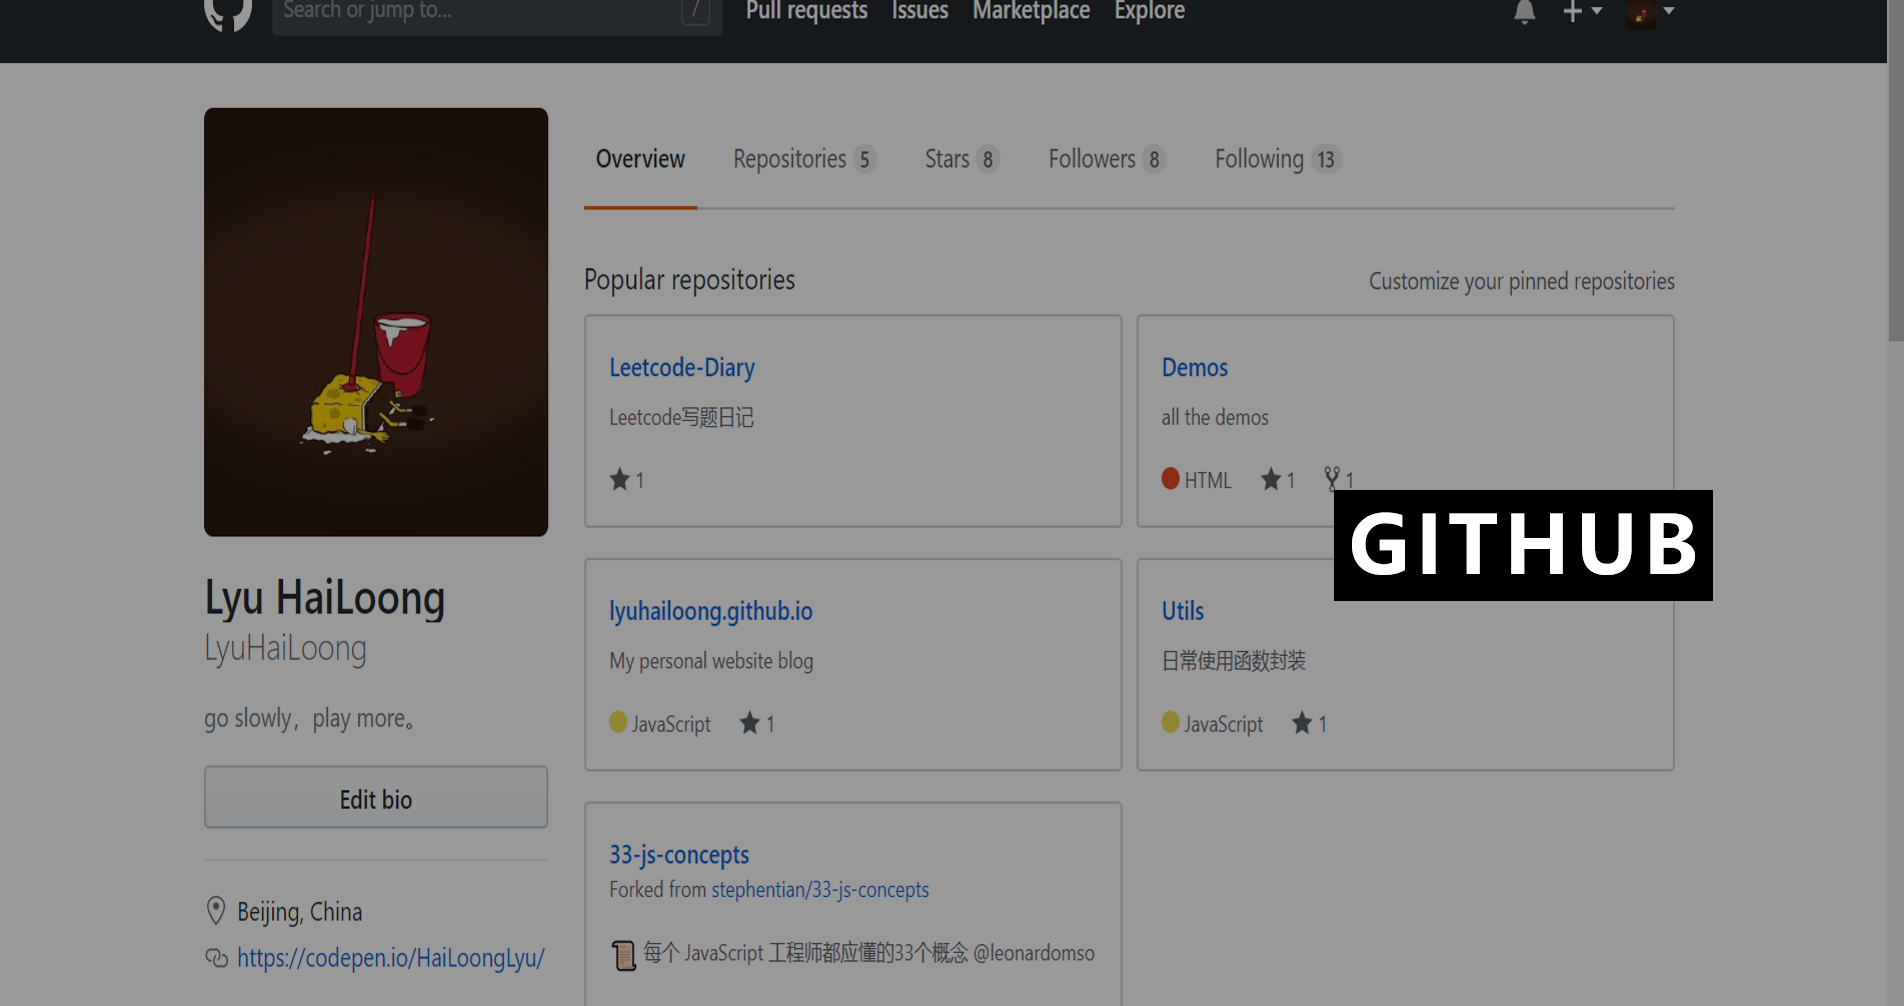 Search or jump to...
/
Pull requests Issues Marketplace Explore
Overview Repositories 5 Stars 8 Followers 8 Following 13
Popular repositories
Customize your pinned repositories
Leetcode-Diary
Leetcode写题日记
1
Demos
all the demos
HTML 1 1
GITHUB
lyuhailoong.github.io
My personal website blog
JavaScript 1
Utils
日常使用函数封装
JavaScript 1
33-js-concepts
Forked from stephentian/33-js-concepts
每个 JavaScript 工程师都应懂的33个概念 @leonardomso
Lyu HaiLoong
LyuHaiLoong
go slowly，play more。
Edit bio
Beijing, China
https://codepen.io/HaiLoongLyu/